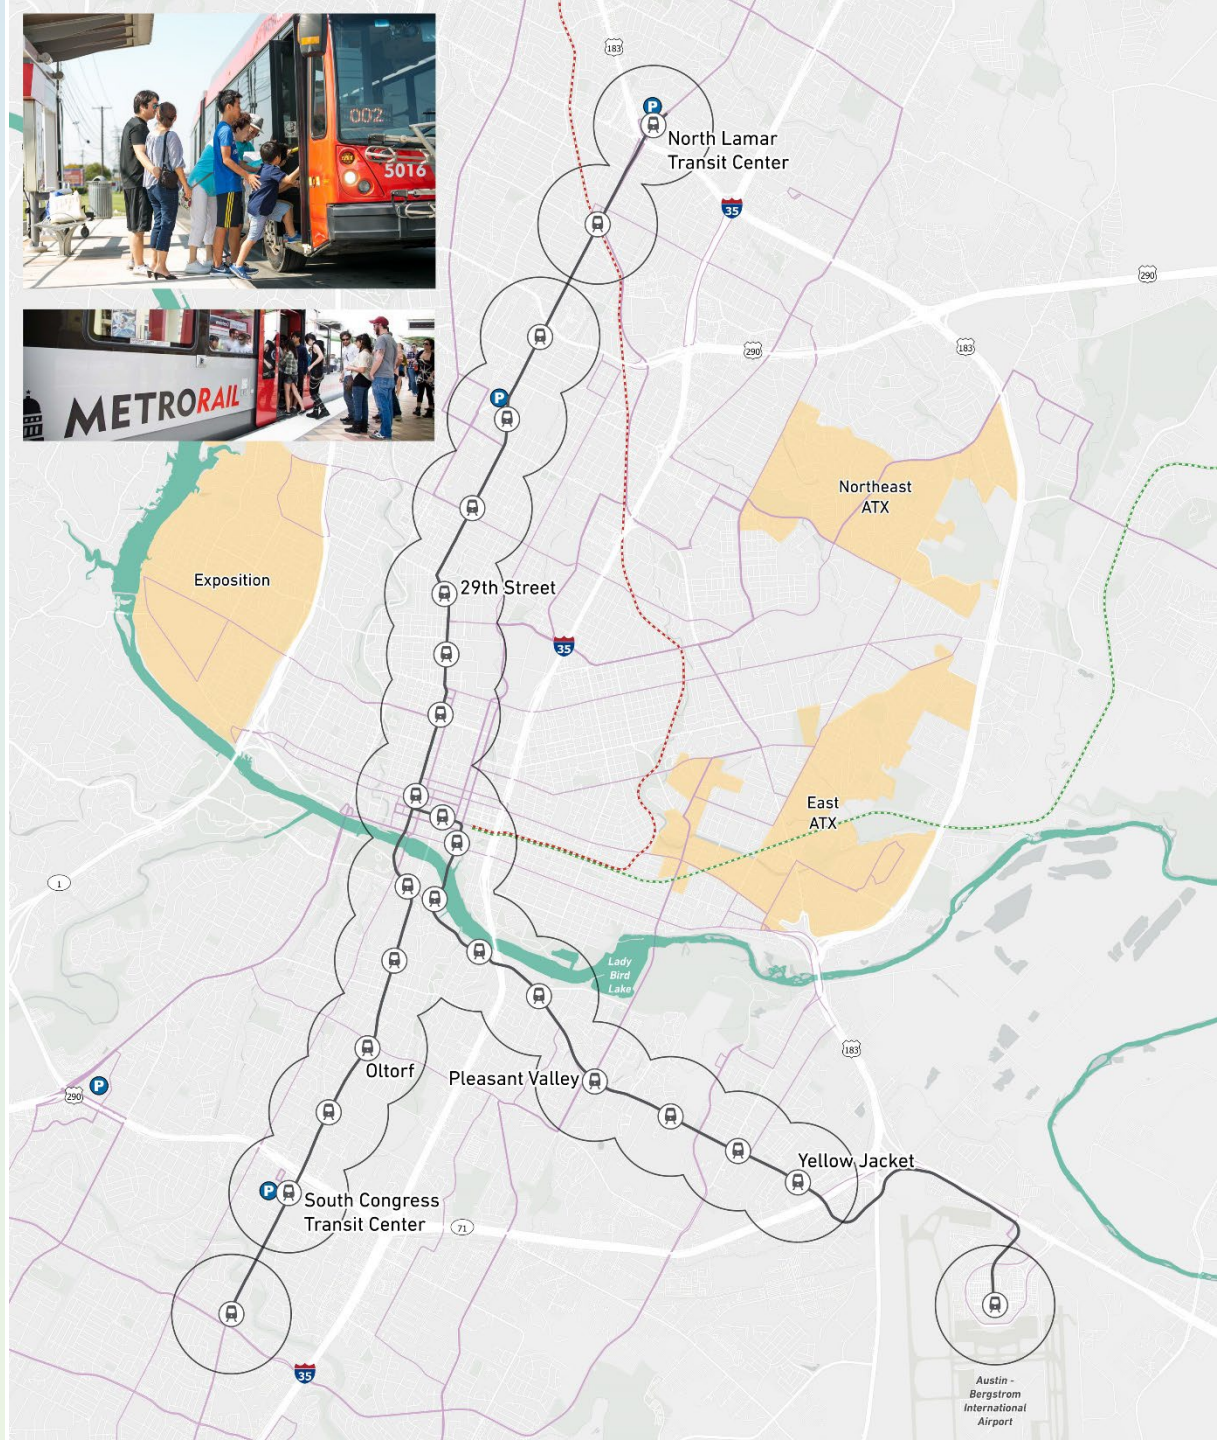 002
5016
METRORAIL
183
P
North Lamar
Transit Center
35
290
290
183
P
Northeast
ATX
Exposition
29th Street
35
East
ATX
1
Lady
Bird
Lake
183
Oltorf
Pleasant Valley
P
290
Yellow Jacket
P
South Congress
Transit Center
71
35
Austin -
Bergstrom
International
Airport